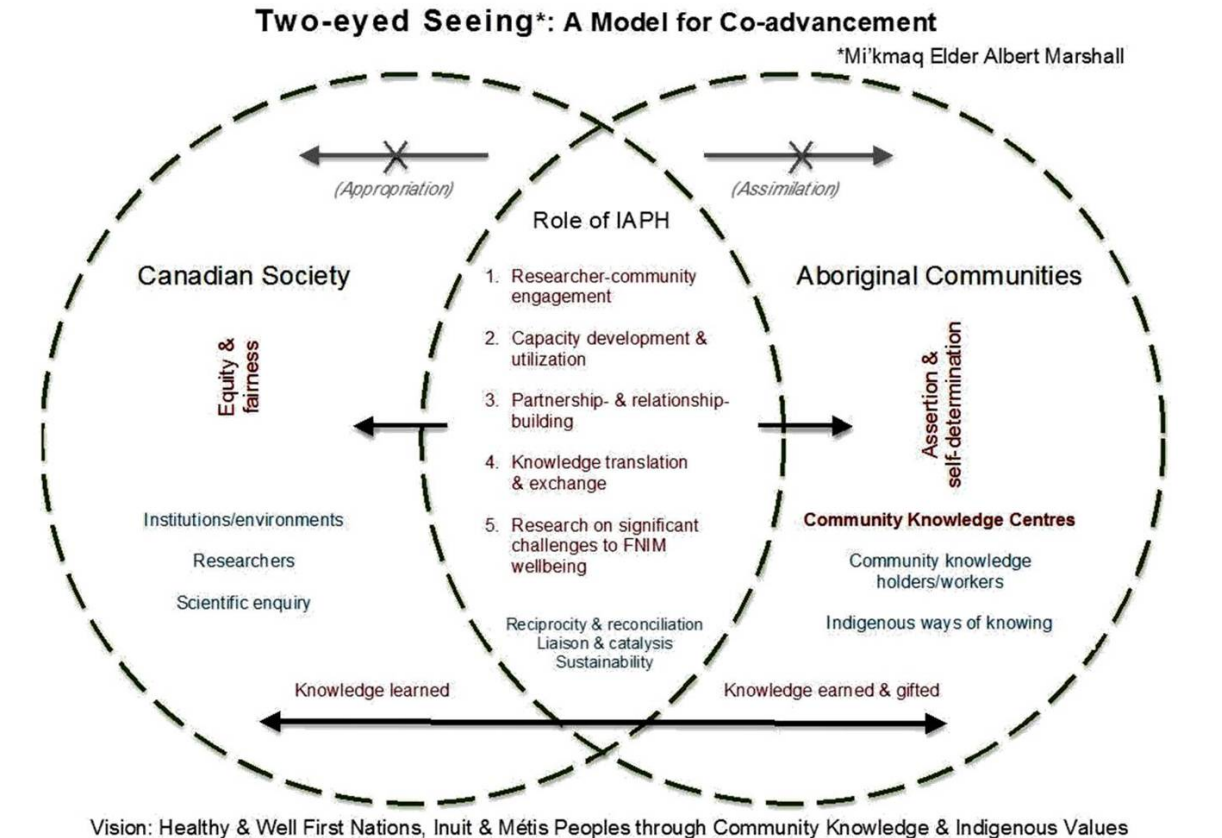 Two-eyed Seeing*: A Model for Co-advancement
*Mi'kmaq Elder Albert Marshall
(Appropriation)
(Assimilation)
Role of IAPH
Canadian Society
Equity &
fairness
Institutions/environments
Researchers
Scientific enquiry
1. Researcher-community
engagement
2. Capacity development &
utilization
3. Partnership- & relationship-
building
4. Knowledge translation
& exchange
5. Research on significant
challenges to FNIM
wellbeing
Reciprocity & reconciliation
Liaison & catalysis
Sustainability
Aboriginal Communities
Assertion &
self-determination
Community Knowledge Centres
Community knowledge
holders/workers
Indigenous ways of knowing
Knowledge learned
Knowledge earned & gifted
Vision: Healthy & Well First Nations, Inuit & Métis Peoples through Community Knowledge & Indigenous Values